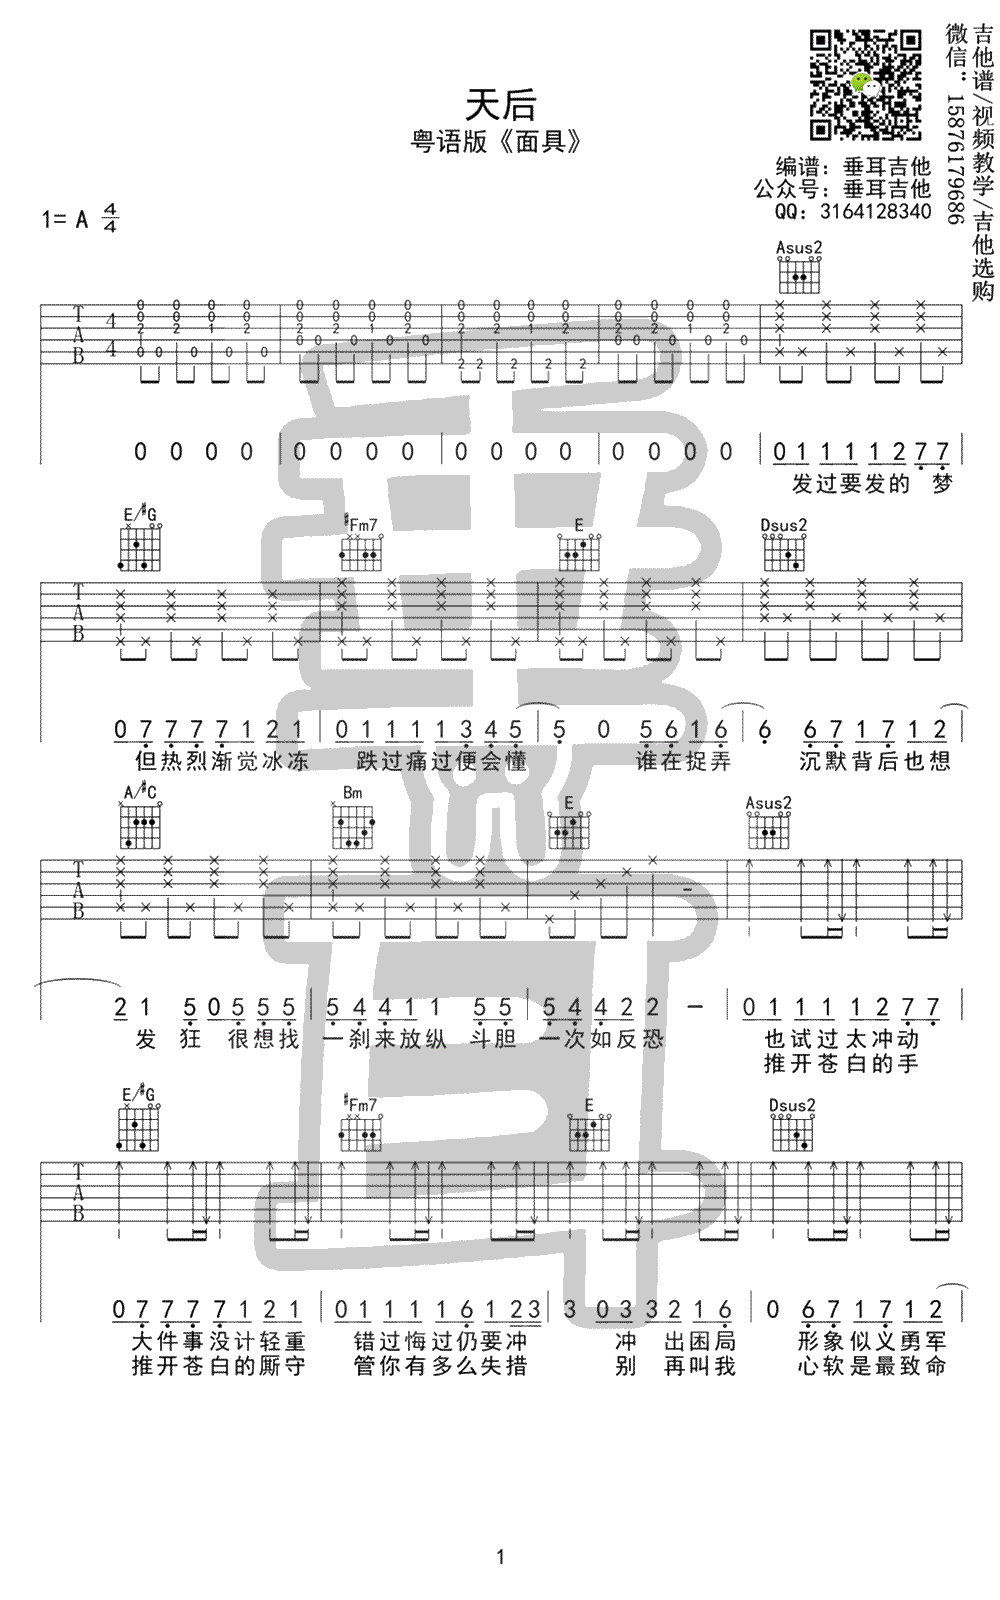 天后
粤语版《面具》
吉他谱/视频教学/吉他选购
微信：15876179686
编谱：垂耳吉他
公众号：垂耳吉他
QQ：3164128340
1= A 4/4
Asus2
T A B 4 4
0 0 0 0 0 0 0 0 0 0 0 0 0 0 0 0 0 1 1 1 1 2 7 7
发过要发的 梦
E/#G #Fm7 E Dsus2
T A B
0 7 7 7 7 1 2 1 0 1 1 1 1 3 4 5 5 0 5 6 1 6 6 6 7 1 7 1 2
但热烈渐觉冰冻 跌过痛过便会懂 谁在捉弄 沉默背后也想
A/#C Bm E Asus2
T A B
2 1 5 0 5 5 5 5 4 4 1 1 5 5 5 4 4 2 2 2 – 0 1 1 1 1 2 7 7
发 狂 很想找 一刹来放纵 斗胆 一次如反恐 也试过太冲动
推开苍白的手
E/#G #Fm7 E Dsus2
T A B
0 7 7 7 7 1 2 1 0 1 1 1 1 6 1 2 3 3 0 3 3 2 1 6 0 6 7 1 7 1 2
大件事没计轻重 错过悔过仍要冲 冲 出困局 形象似义勇军
推开苍白的厮守 管你有多么失措 别 再叫我 心软是最致命
1